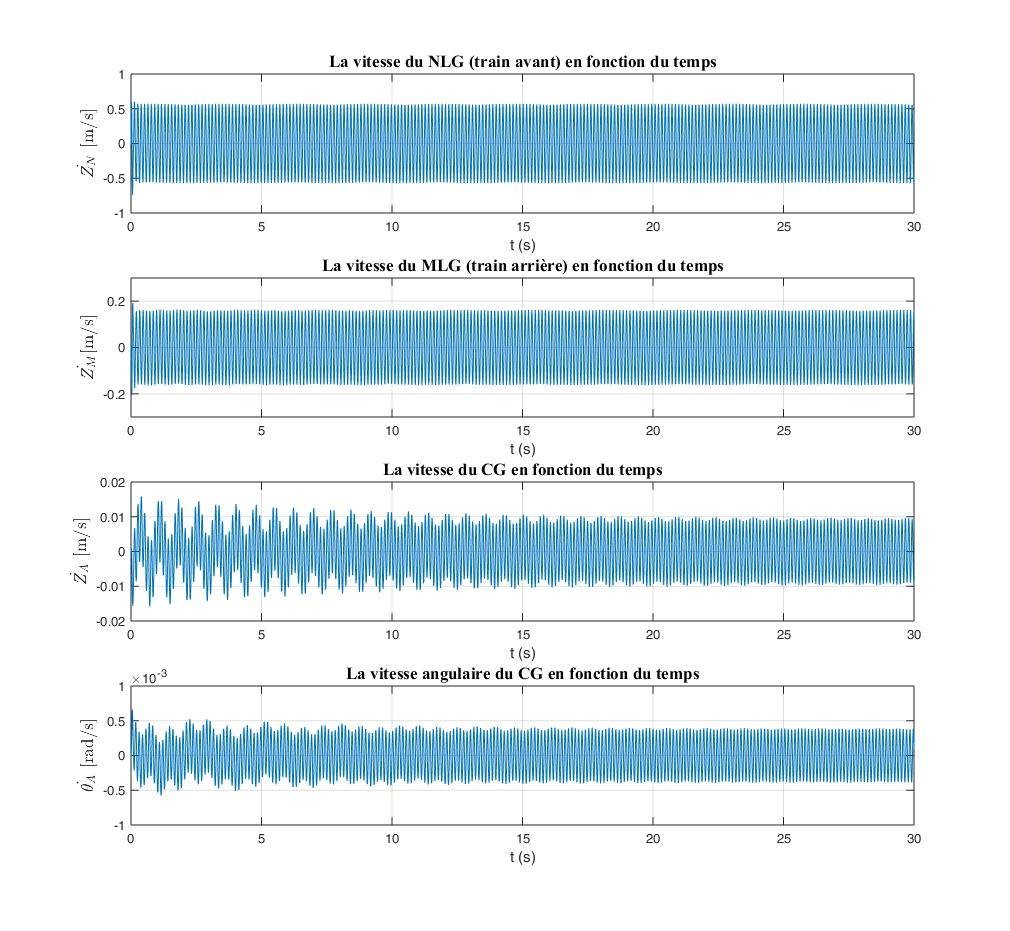 La vitesse du NLG (train avant) en fonction du temps
1
0.5
0
-0.5
-1
Ż_N [m/s]
0 5 10 15 20 25 30
t (s)
La vitesse du MLG (train arrière) en fonction du temps
0.2
0
-0.2
Ż_M [m/s]
0 5 10 15 20 25 30
t (s)
La vitesse du CG en fonction du temps
0.02
0.01
0
-0.01
-0.02
Ż_A [m/s]
0 5 10 15 20 25 30
t (s)
La vitesse angulaire du CG en fonction du temps
×10^-3
1
0.5
0
-0.5
-1
θ̇_A [rad/s]
0 5 10 15 20 25 30
t (s)